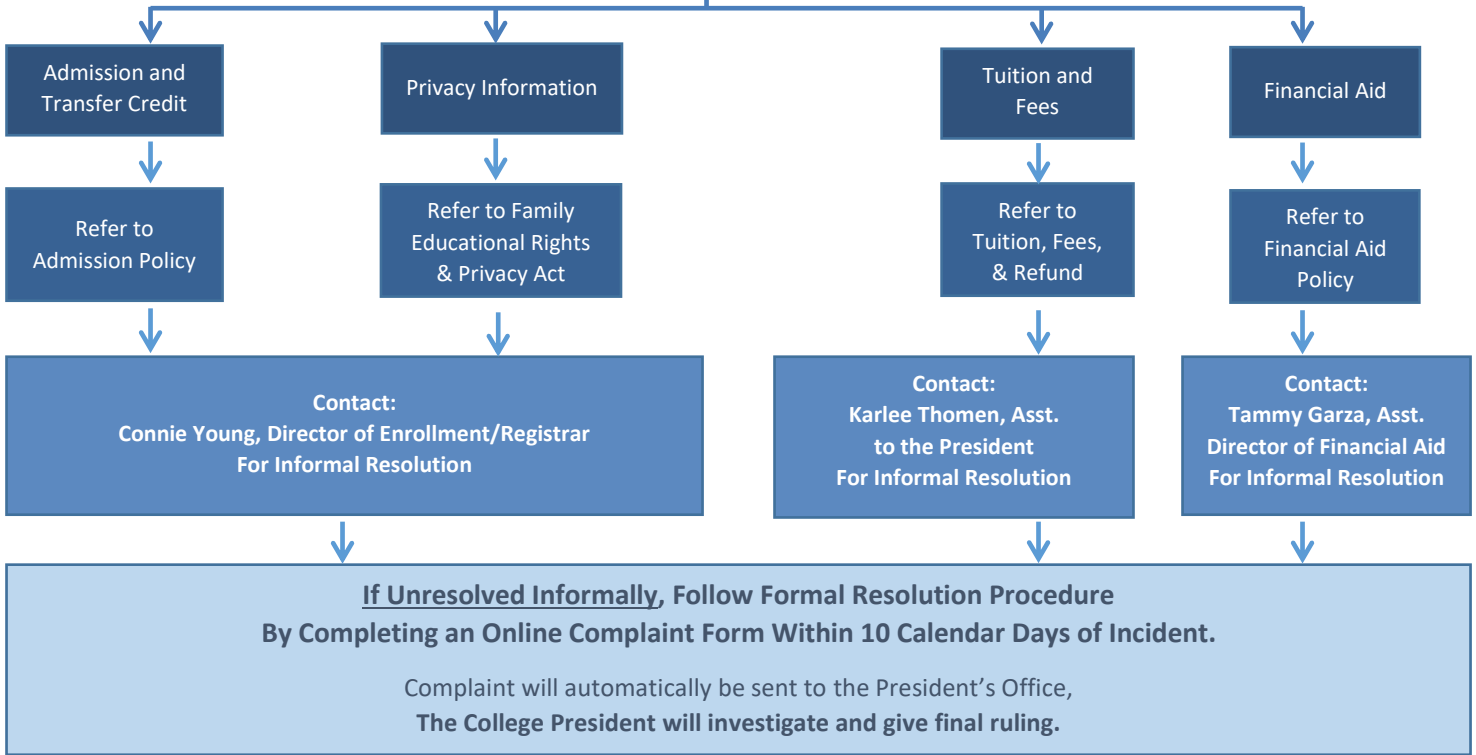 Admission and
Transfer Credit
Privacy Information
Tuition and
Fees
Financial Aid
Refer to
Admission Policy
Refer to Family
Educational Rights
& Privacy Act
Refer to
Tuition, Fees,
& Refund
Refer to
Financial Aid
Policy
Contact:
Connie Young, Director of Enrollment/Registrar
For Informal Resolution
Contact:
Karlee Thomen, Asst.
to the President
For Informal Resolution
Contact:
Tammy Garza, Asst.
Director of Financial Aid
For Informal Resolution
If Unresolved Informally, Follow Formal Resolution Procedure
By Completing an Online Complaint Form Within 10 Calendar Days of Incident.
Complaint will automatically be sent to the President’s Office,
The College President will investigate and give final ruling.